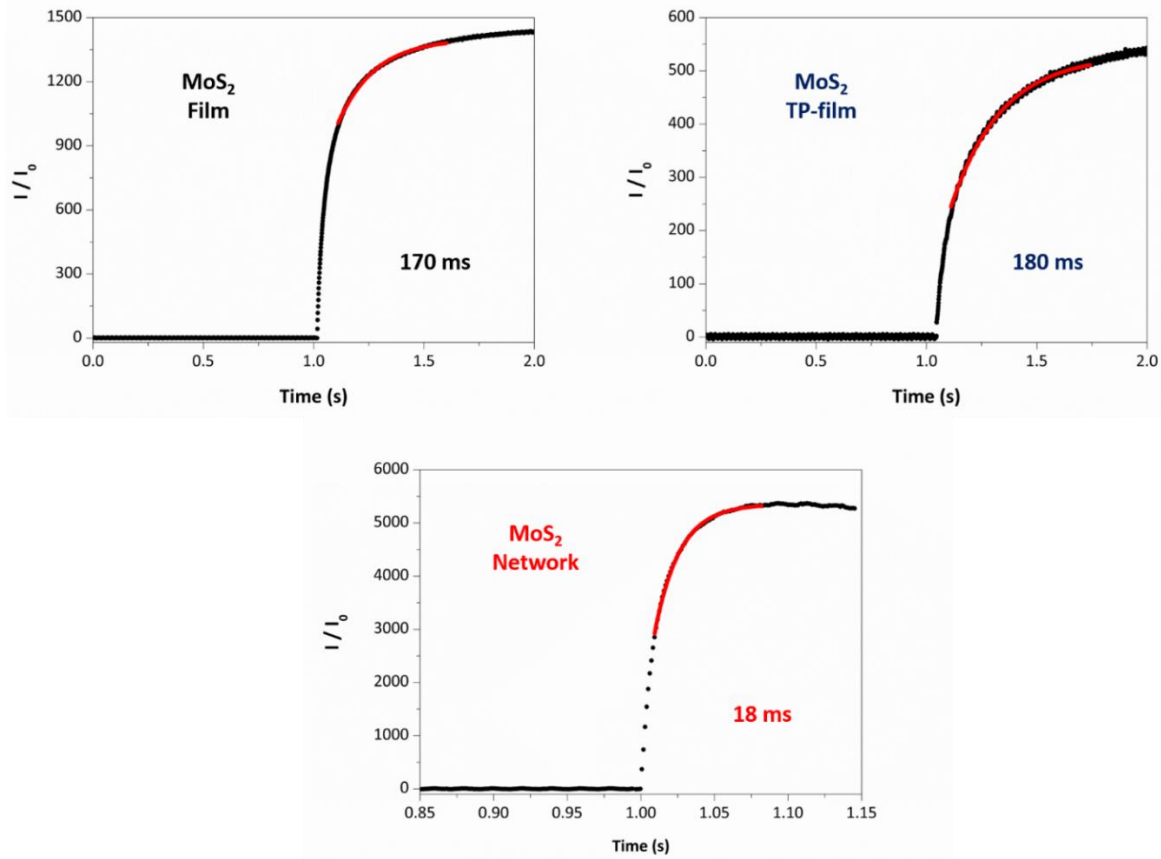 1500
1200
900
600
300
0
I / I₀
MoS₂
Film
170 ms
0.0 0.5 1.0 1.5 2.0
Time (s)
600
500
400
300
200
100
0
I / I₀
MoS₂
TP-film
180 ms
0.0 0.5 1.0 1.5 2.0
Time (s)
6000
5000
4000
3000
2000
1000
0
I / I₀
MoS₂
Network
18 ms
0.85 0.90 0.95 1.00 1.05 1.10 1.15
Time (s)